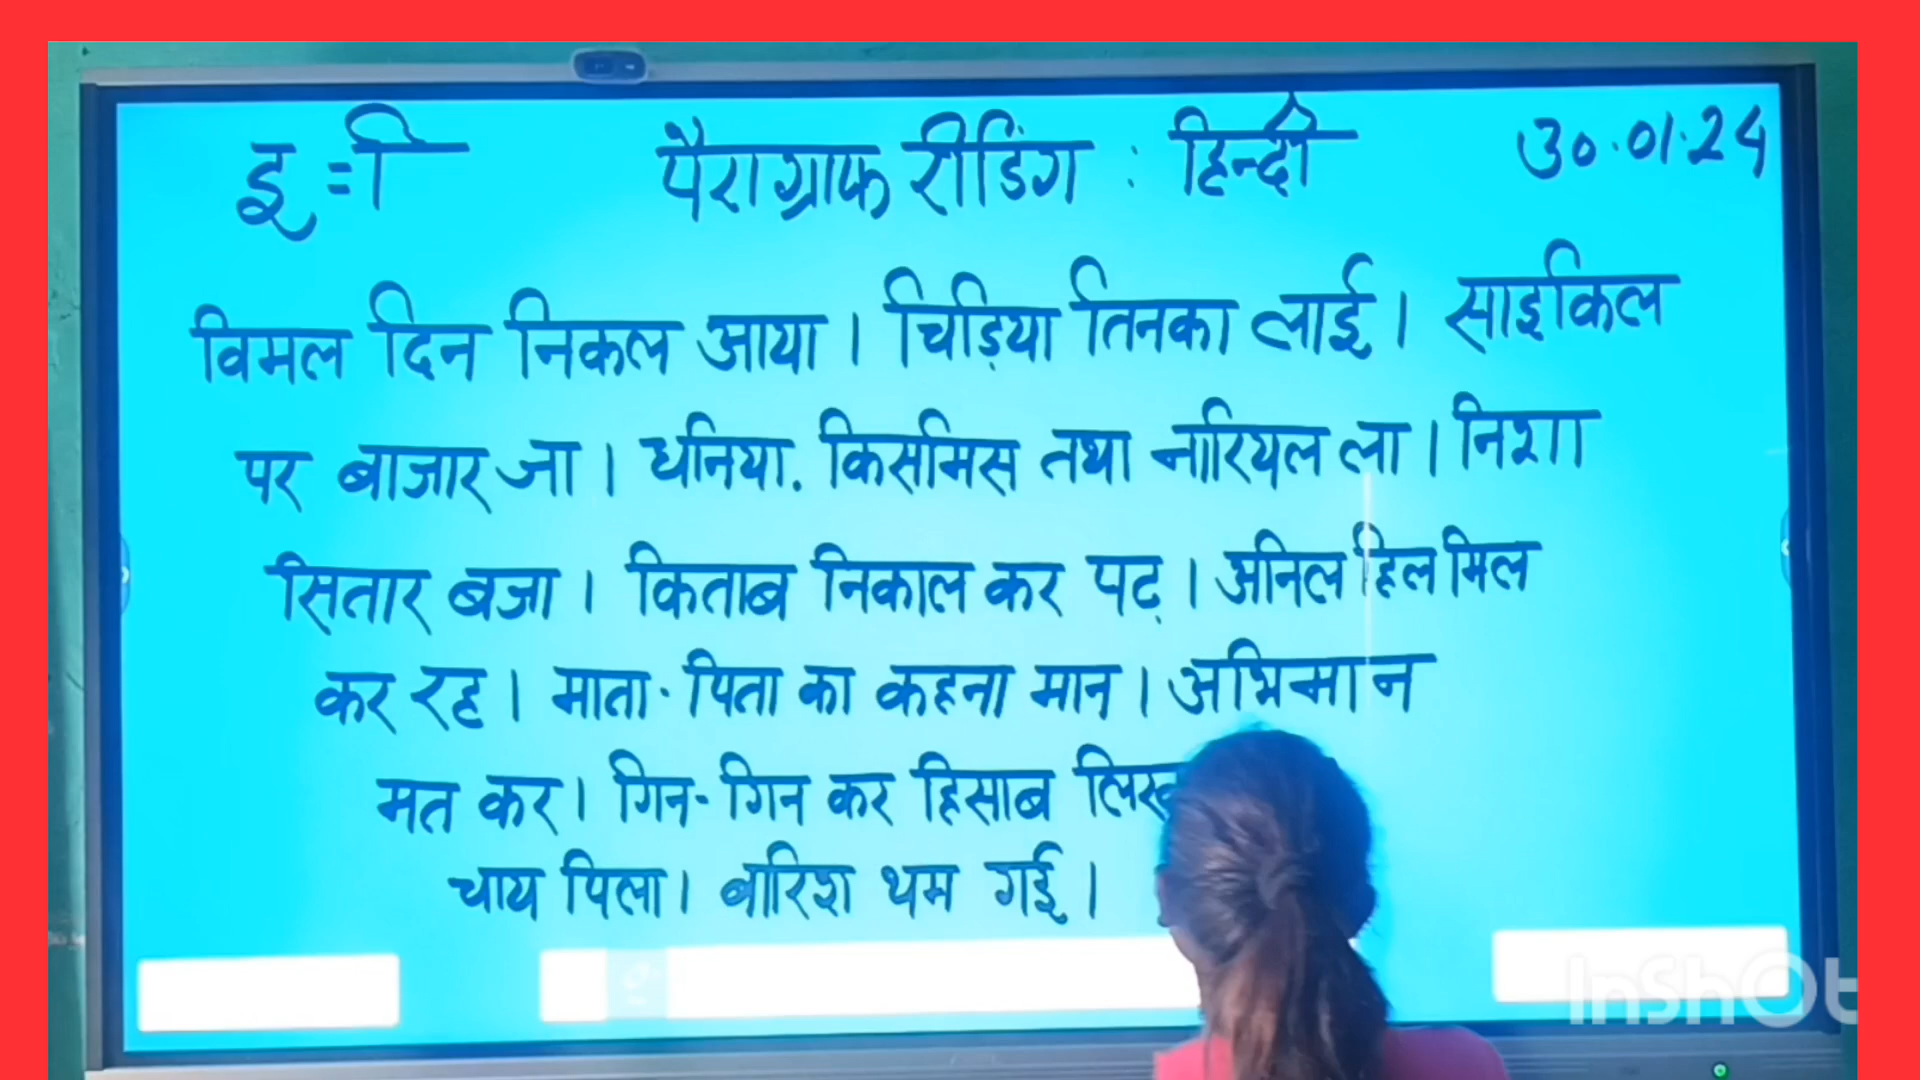 इ = ि पैराग्राफ रीडिंग : हिन्दी 30.01.24
विमल दिन निकल आया । चिड़िया तिनका लाई । साइकिल
पर बाजार जा । धनिया. किसमिस तथा नारियल ला । निशा
सितार बजा । किताब निकाल कर पढ़ । अनिल हिल मिल
कर रह । माता-पिता का कहना मान । अभिमान
मत कर । गिन-गिन कर हिसाब
चाय पिला । बारिश थम गई ।
InShOt